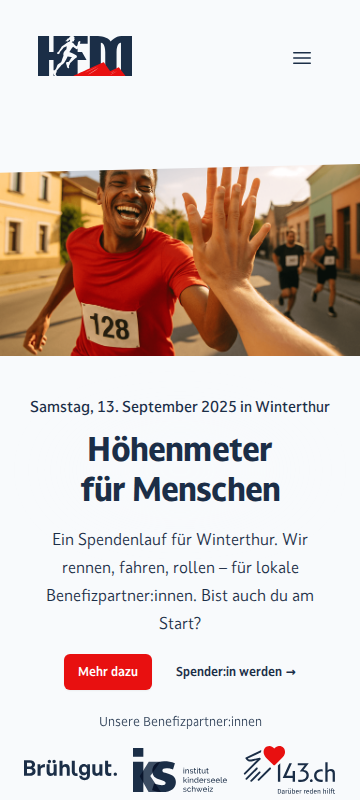 HFM
128
Samstag, 13. September 2025 in Winterthur
Höhenmeter
für Menschen
Ein Spendenlauf für Winterthur. Wir
rennen, fahren, rollen – für lokale
Benefizpartner:innen. Bist auch du am
Start?
Mehr dazu
Spender:in werden →
Unsere Benefizpartner:innen
Brühlgut.
iks institut
kinderseele
schweiz
143.ch
Darüber reden hilft